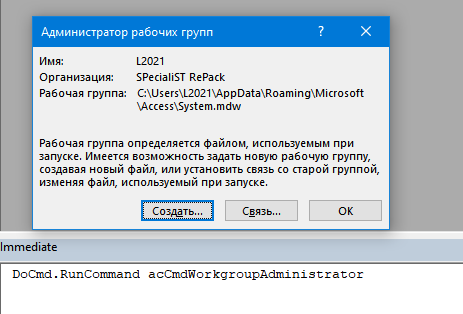 Администратор рабочих групп ? ×
Имя: L2021
Организация: SPecialiST RePack
Рабочая группа: C:\Users\L2021\AppData\Roaming\Microsoft
\Access\System.mdw
Рабочая группа определяется файлом, используемым при
запуске. Имеется возможность задать новую рабочую группу,
создавая новый файл, или установить связь со старой группой,
изменяя файл, используемый при запуске.
Создать... Связь... ОК
Immediate
DoCmd.RunCommand acCmdWorkgroupAdministrator